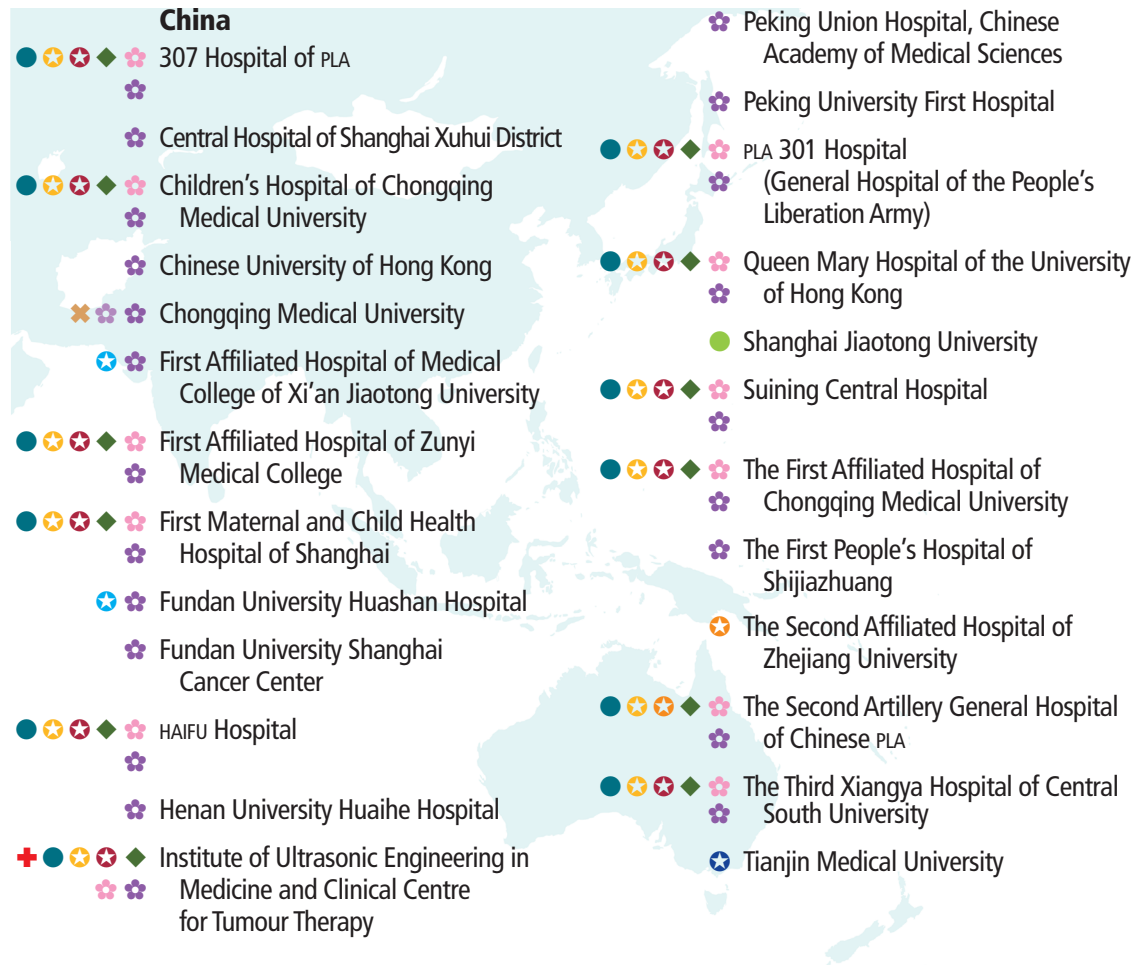 China
307 Hospital of PLA
Central Hospital of Shanghai Xuhui District
Children's Hospital of Chongqing
Medical University
Chinese University of Hong Kong
Chongqing Medical University
First Affiliated Hospital of Medical
College of Xi'an Jiaotong University
First Affiliated Hospital of Zunyi
Medical College
First Maternal and Child Health
Hospital of Shanghai
Fundan University Huashan Hospital
Fundan University Shanghai
Cancer Center
HAIFU Hospital
Henan University Huaihe Hospital
Institute of Ultrasonic Engineering in
Medicine and Clinical Centre
for Tumour Therapy
Peking Union Hospital, Chinese
Academy of Medical Sciences
Peking University First Hospital
PLA 301 Hospital
(General Hospital of the People's
Liberation Army)
Queen Mary Hospital of the University
of Hong Kong
Shanghai Jiaotong University
Suining Central Hospital
The First Affiliated Hospital of
Chongqing Medical University
The First People's Hospital of
Shijiazhuang
The Second Affiliated Hospital of
Zhejiang University
The Second Artillery General Hospital
of Chinese PLA
The Third Xiangya Hospital of Central
South University
Tianjin Medical University